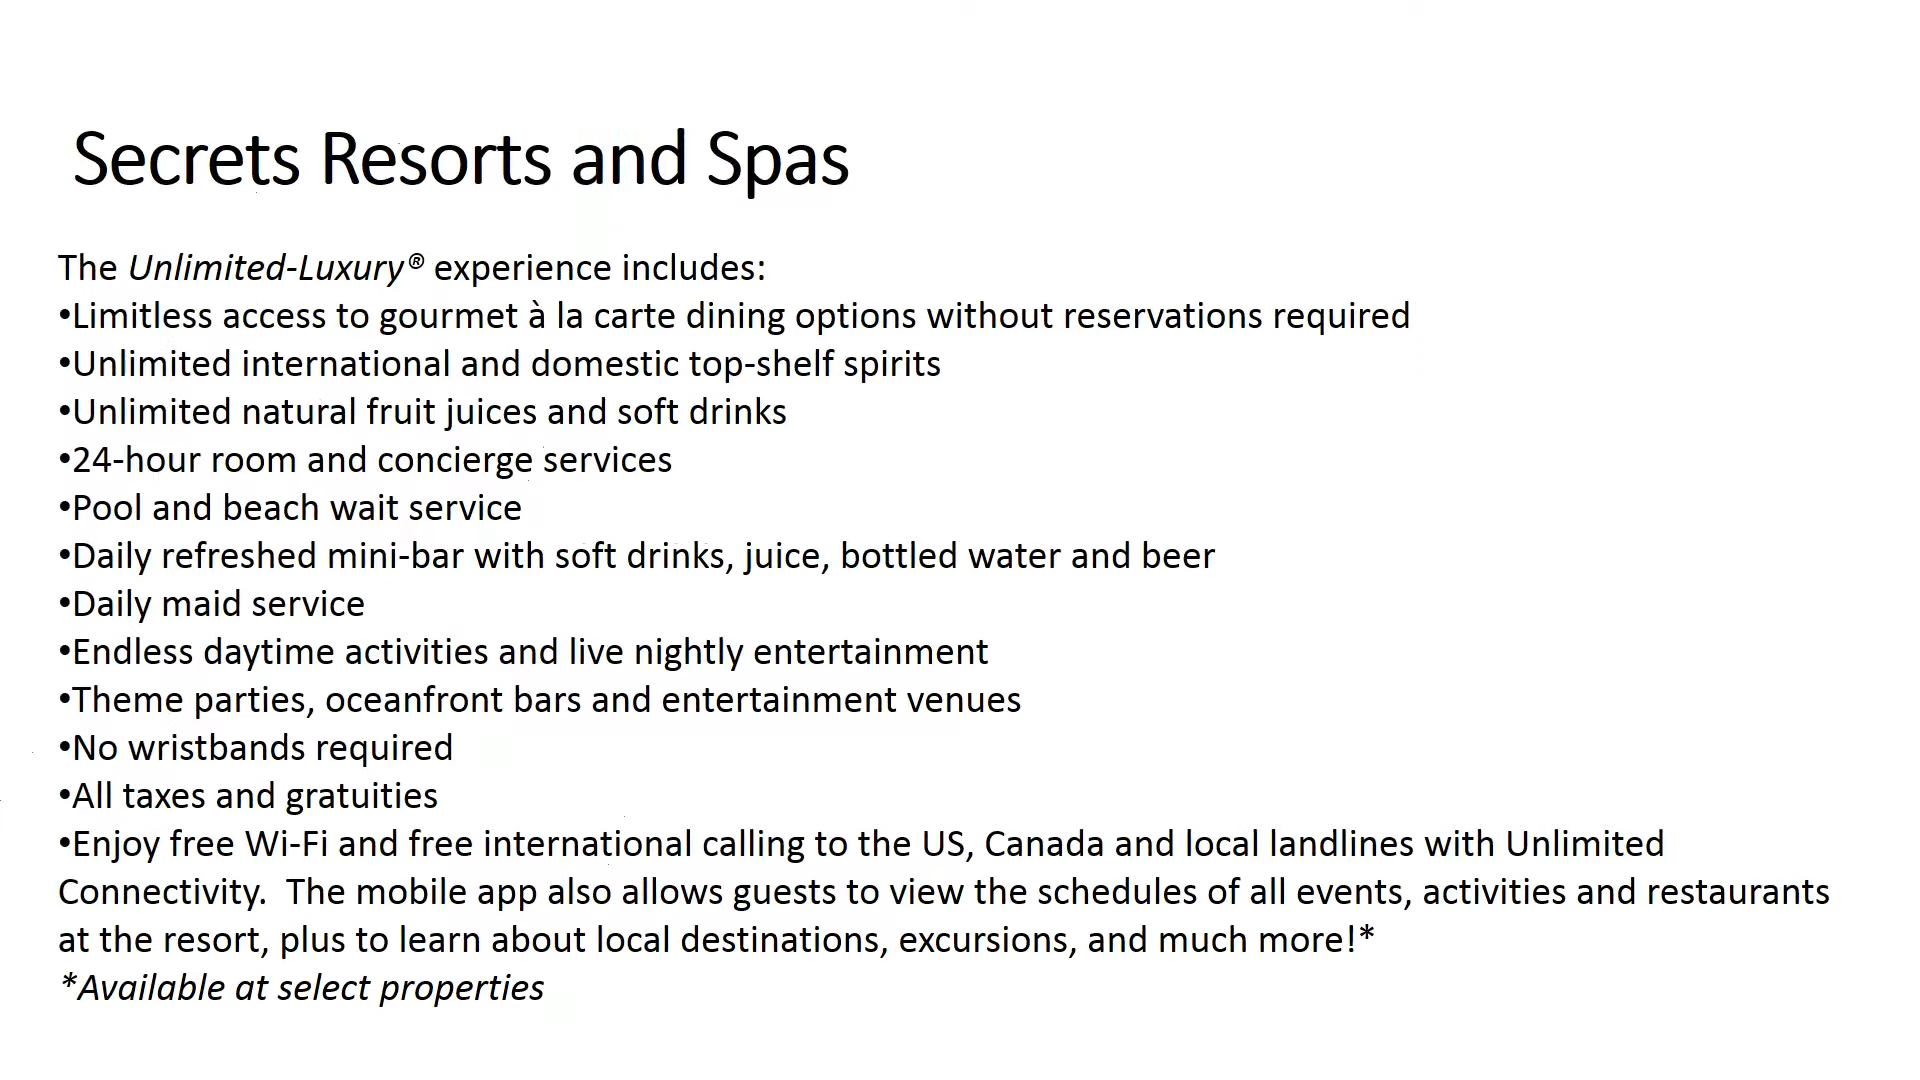 Secrets Resorts and Spas
The Unlimited-Luxury® experience includes:
•Limitless access to gourmet à la carte dining options without reservations required
•Unlimited international and domestic top-shelf spirits
•Unlimited natural fruit juices and soft drinks
•24-hour room and concierge services
•Pool and beach wait service
•Daily refreshed mini-bar with soft drinks, juice, bottled water and beer
•Daily maid service
•Endless daytime activities and live nightly entertainment
•Theme parties, oceanfront bars and entertainment venues
•No wristbands required
•All taxes and gratuities
•Enjoy free Wi-Fi and free international calling to the US, Canada and local landlines with Unlimited
Connectivity.  The mobile app also allows guests to view the schedules of all events, activities and restaurants
at the resort, plus to learn about local destinations, excursions, and much more!*
*Available at select properties